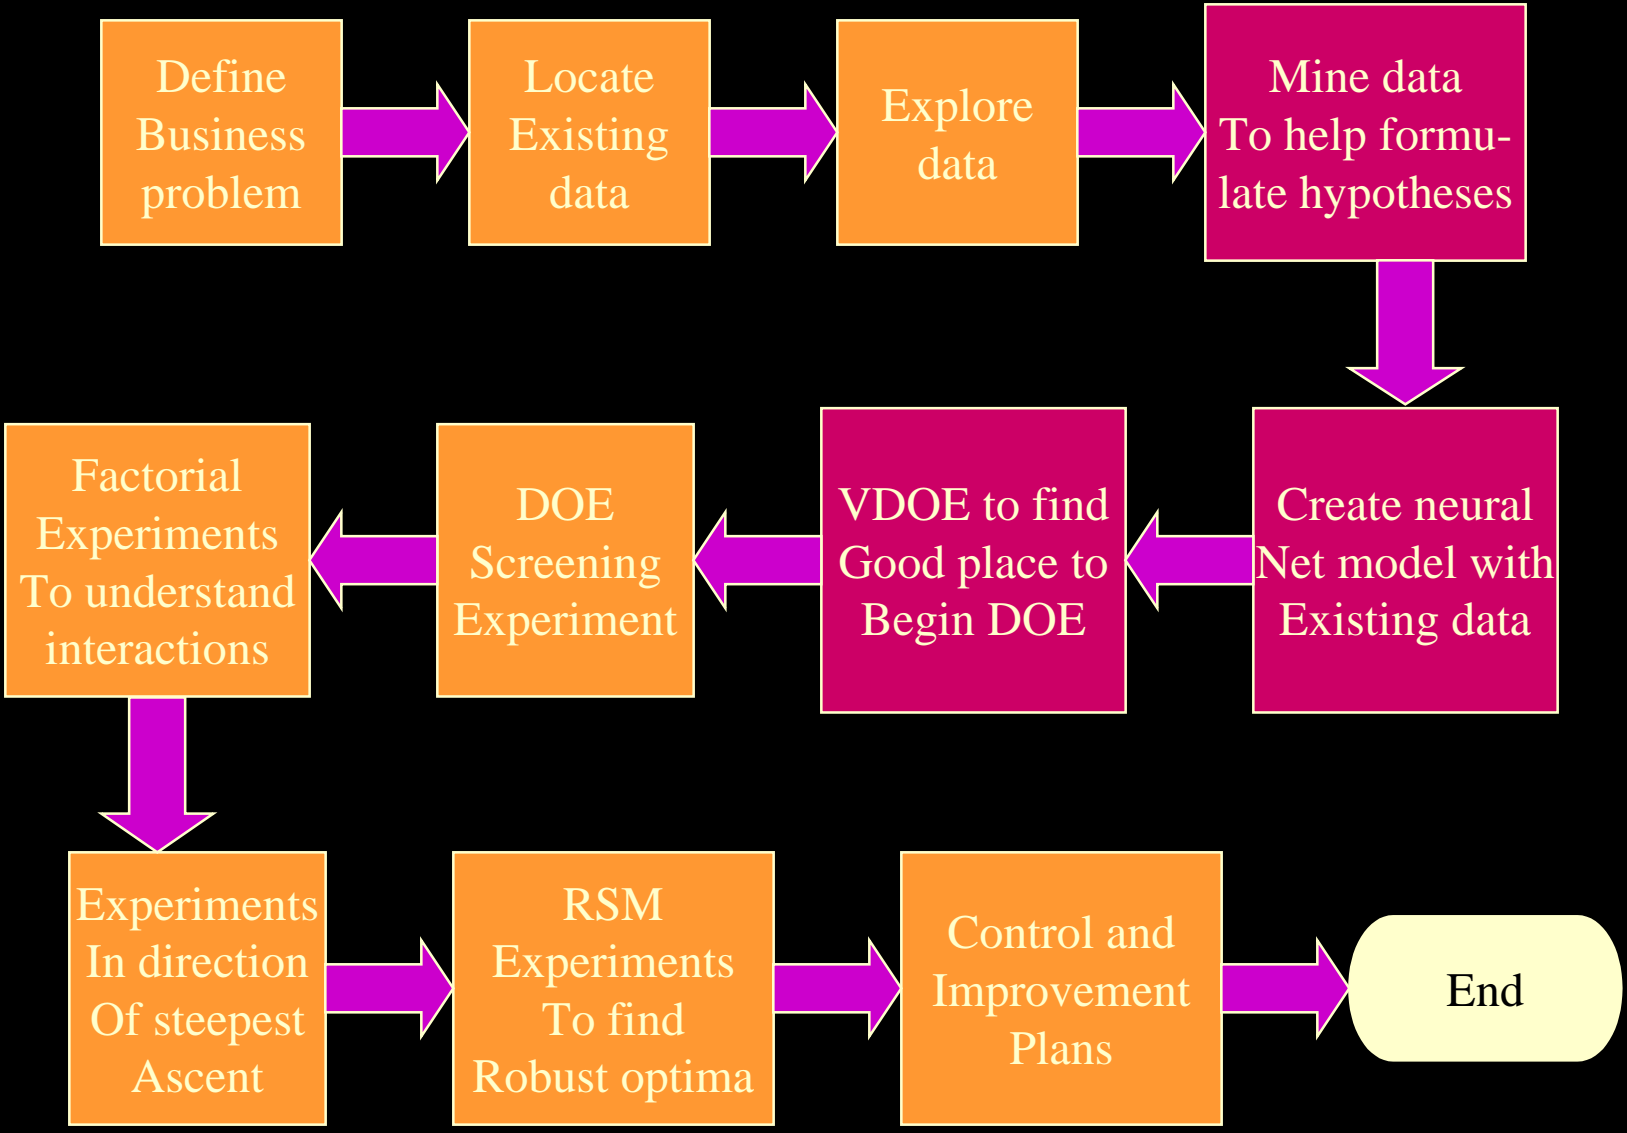 Define
Business
problem
Locate
Existing
data
Explore
data
Mine data
To help formu-
late hypotheses
Create neural
Net model with
Existing data
VDOE to find
Good place to
Begin DOE
DOE
Screening
Experiment
Factorial
Experiments
To understand
interactions
Experiments
In direction
Of steepest
Ascent
RSM
Experiments
To find
Robust optima
Control and
Improvement
Plans
End